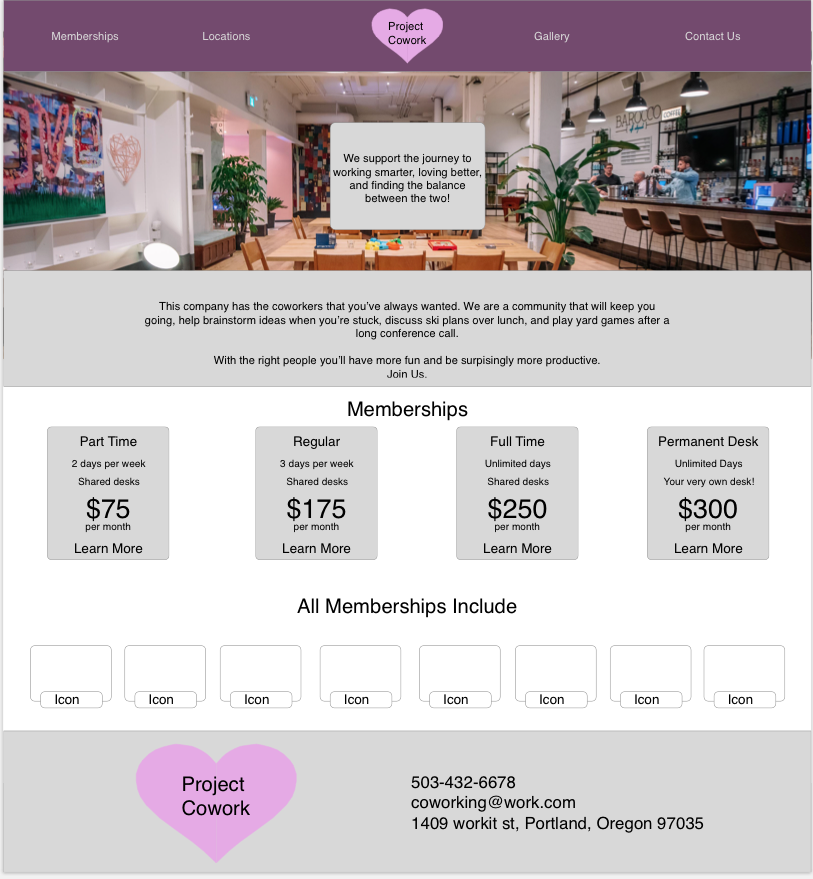 Memberships
Locations
Project
Cowork
Gallery
Contact Us
BAROCCO
COFFEE
We support the journey to
working smarter, loving better,
and finding the balance
between the two!
This company has the coworkers that you've always wanted. We are a community that will keep you
going, help brainstorm ideas when you're stuck, discuss ski plans over lunch, and play yard games after a
long conference call.
With the right people you'll have more fun and be surpisingly more productive.
Join Us.
Memberships
Part Time
2 days per week
Shared desks
$75
per month
Learn More
Regular
3 days per week
Shared desks
$175
per month
Learn More
Full Time
Unlimited days
Shared desks
$250
per month
Learn More
Permanent Desk
Unlimited Days
Your very own desk!
$300
per month
Learn More
All Memberships Include
Icon
Icon
Icon
Icon
Icon
Icon
Icon
Icon
Project
Cowork
503-432-6678
coworking@work.com
1409 workit st, Portland, Oregon 97035